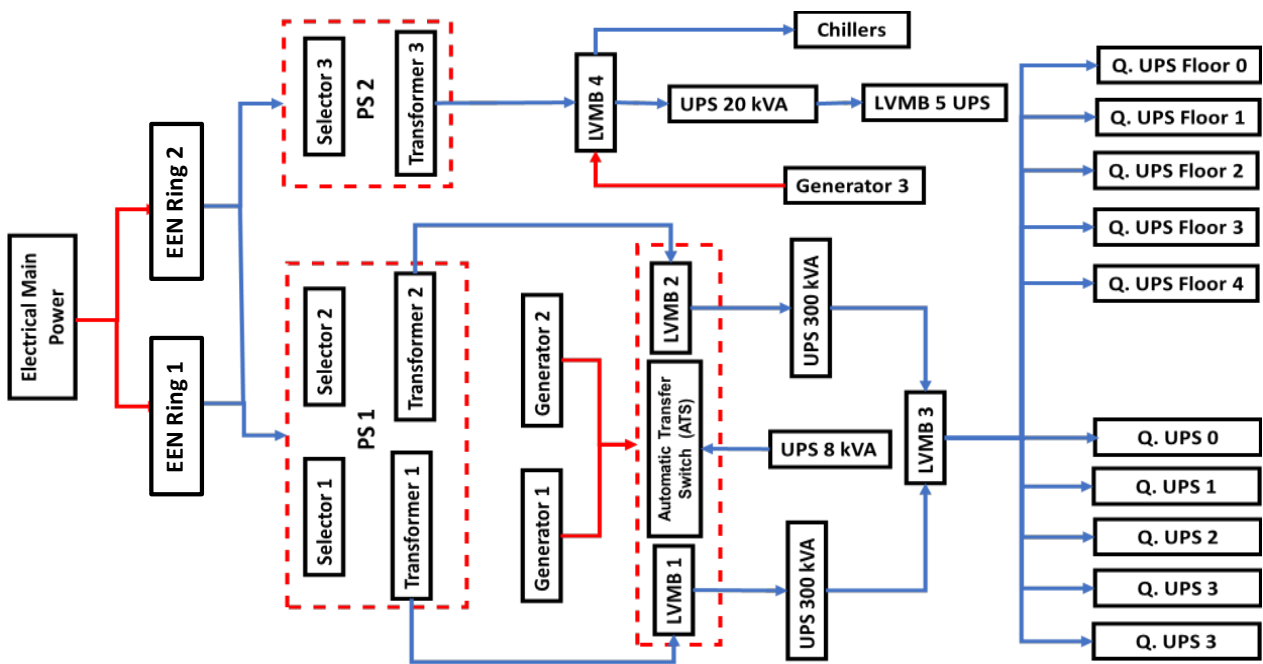 Electrical Main
Power
EEN Ring 2
EEN Ring 1
Selector 3
PS 2
Transformer 3
Selector 2
Selector 1
PS 1
Transformer 2
Transformer 1
LVMB 4
Chillers
UPS 20 kVA
LVMB 5 UPS
Generator 3
Generator 2
Generator 1
LVMB 2
Automatic Transfer
Switch (ATS)
LVMB 1
UPS 300 kVA
UPS 8 kVA
UPS 300 kVA
LVMB 3
Q. UPS Floor 0
Q. UPS Floor 1
Q. UPS Floor 2
Q. UPS Floor 3
Q. UPS Floor 4
Q. UPS 0
Q. UPS 1
Q. UPS 2
Q. UPS 3
Q. UPS 3